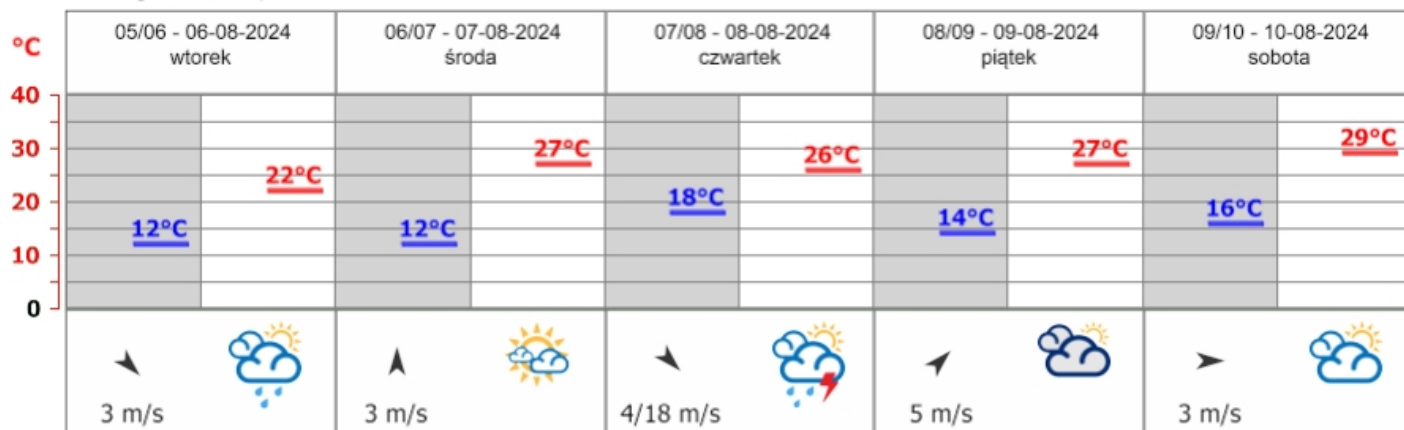 05/06 - 06-08-2024 06/07 - 07-08-2024 07/08 - 08-08-2024 08/09 - 09-08-2024 09/10 - 10-08-2024
°C wtorek środa czwartek piątek sobota
40
30 27°C 26°C 27°C 29°C
22°C
20 18°C
12°C 12°C 14°C 16°C
10
0
3 m/s 3 m/s 4/18 m/s 5 m/s 3 m/s